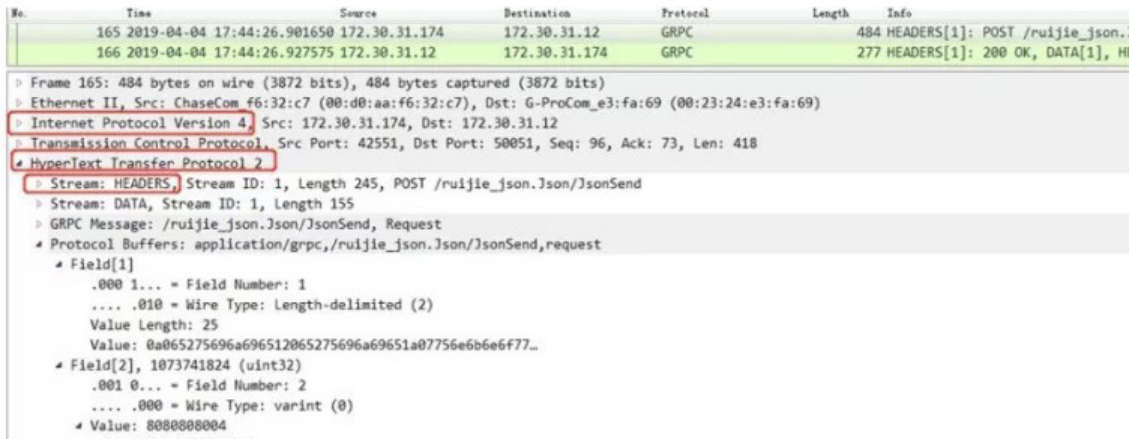 No. Time Source Destination Protocol Length Info
165 2019-04-04 17:44:26.901650 172.30.31.174 172.30.31.12 GRPC 484 HEADERS[1]: POST /ruijie_json.
166 2019-04-04 17:44:26.927575 172.30.31.12 172.30.31.174 GRPC 277 HEADERS[1]: 200 OK, DATA[1], HE
Frame 165: 484 bytes on wire (3872 bits), 484 bytes captured (3872 bits)
Ethernet II, Src: ChaseCom_f6:32:c7 (00:d0:aa:f6:32:c7), Dst: G-ProCom_e3:fa:69 (00:23:24:e3:fa:69)
Internet Protocol Version 4, Src: 172.30.31.174, Dst: 172.30.31.12
Transmission Control Protocol, Src Port: 42551, Dst Port: 50051, Seq: 96, Ack: 73, Len: 418
HyperText Transfer Protocol 2
Stream: HEADERS, Stream ID: 1, Length 245, POST /ruijie_json.Json/JsonSend
Stream: DATA, Stream ID: 1, Length 155
GRPC Message: /ruijie_json.Json/JsonSend, Request
Protocol Buffers: application/grpc,/ruijie_json.Json/JsonSend,request
Field[1]
.000 1... = Field Number: 1
.... .010 = Wire Type: Length-delimited (2)
Value Length: 25
Value: 0a065275696a696512065275696a69651a07756e6b6e6f77…
Field[2], 1073741824 (uint32)
.001 0... = Field Number: 2
.... .000 = Wire Type: varint (0)
Value: 8080808004